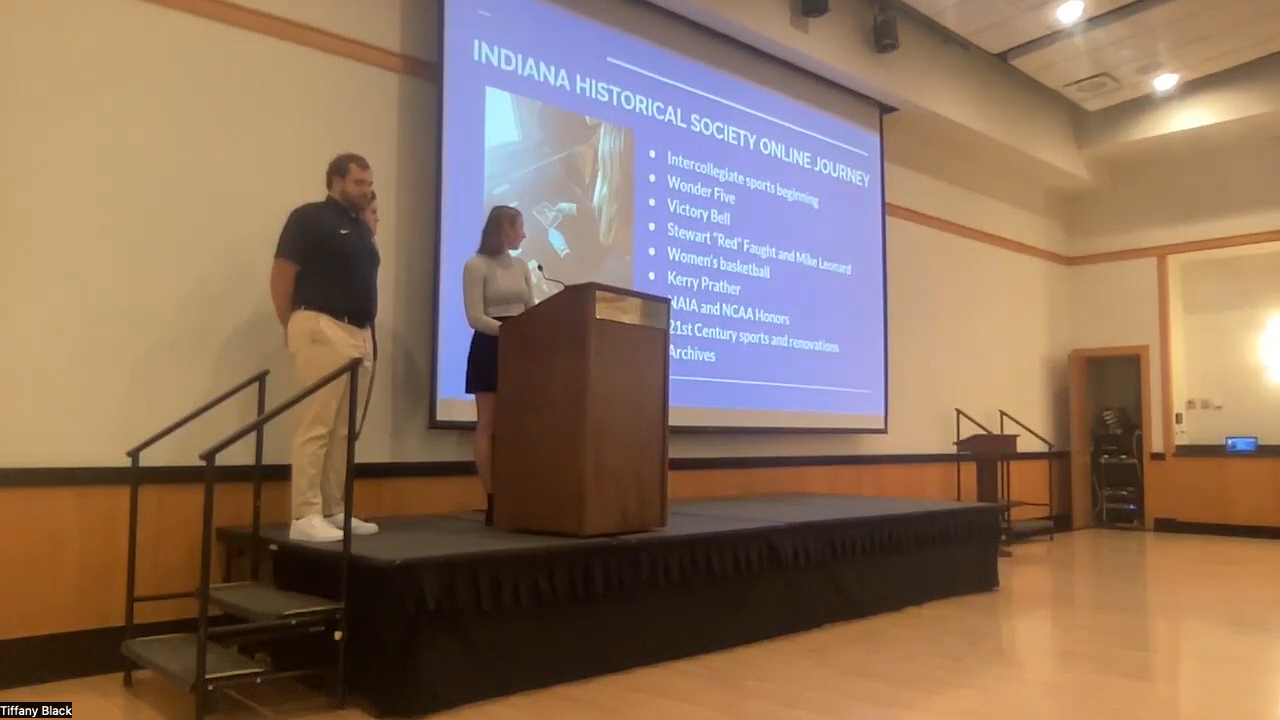 INDIANA HISTORICAL SOCIETY ONLINE JOURNEY
Intercollegiate sports beginning
Wonder Five
Victory Bell
Stewart "Red" Faught and Mike Leonard
Women's basketball
Kerry Prather
NAIA and NCAA Honors
21st Century sports and renovations
Archives
Tiffany Black